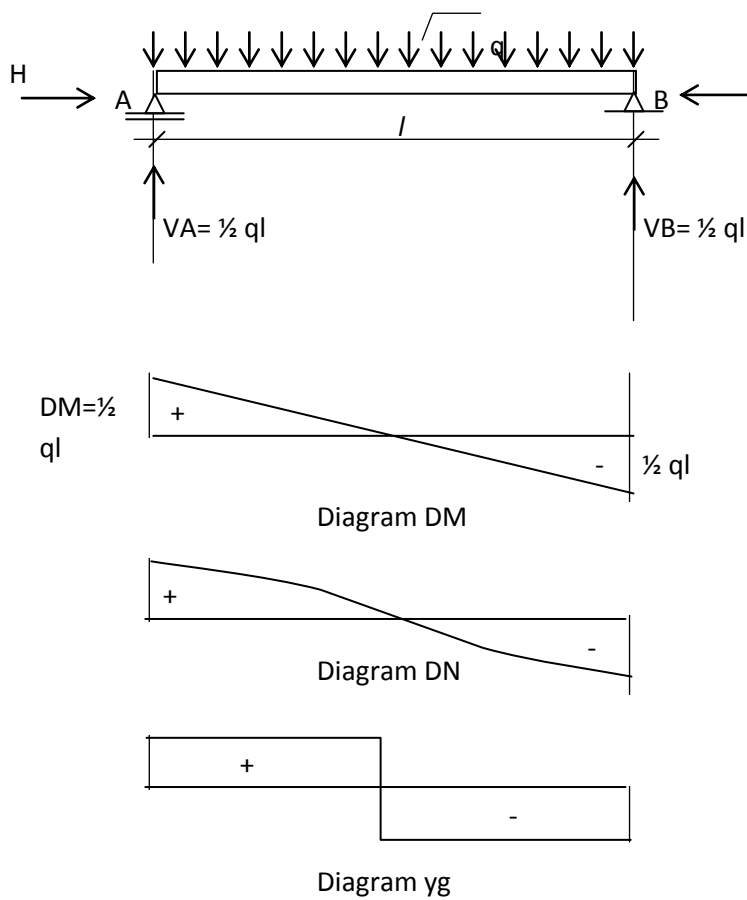 q
H
A
B
l
VA= ½ ql
VB= ½ ql
DM=½
ql
+
-
½ ql
Diagram DM
+
-
Diagram DN
+
-
Diagram yg